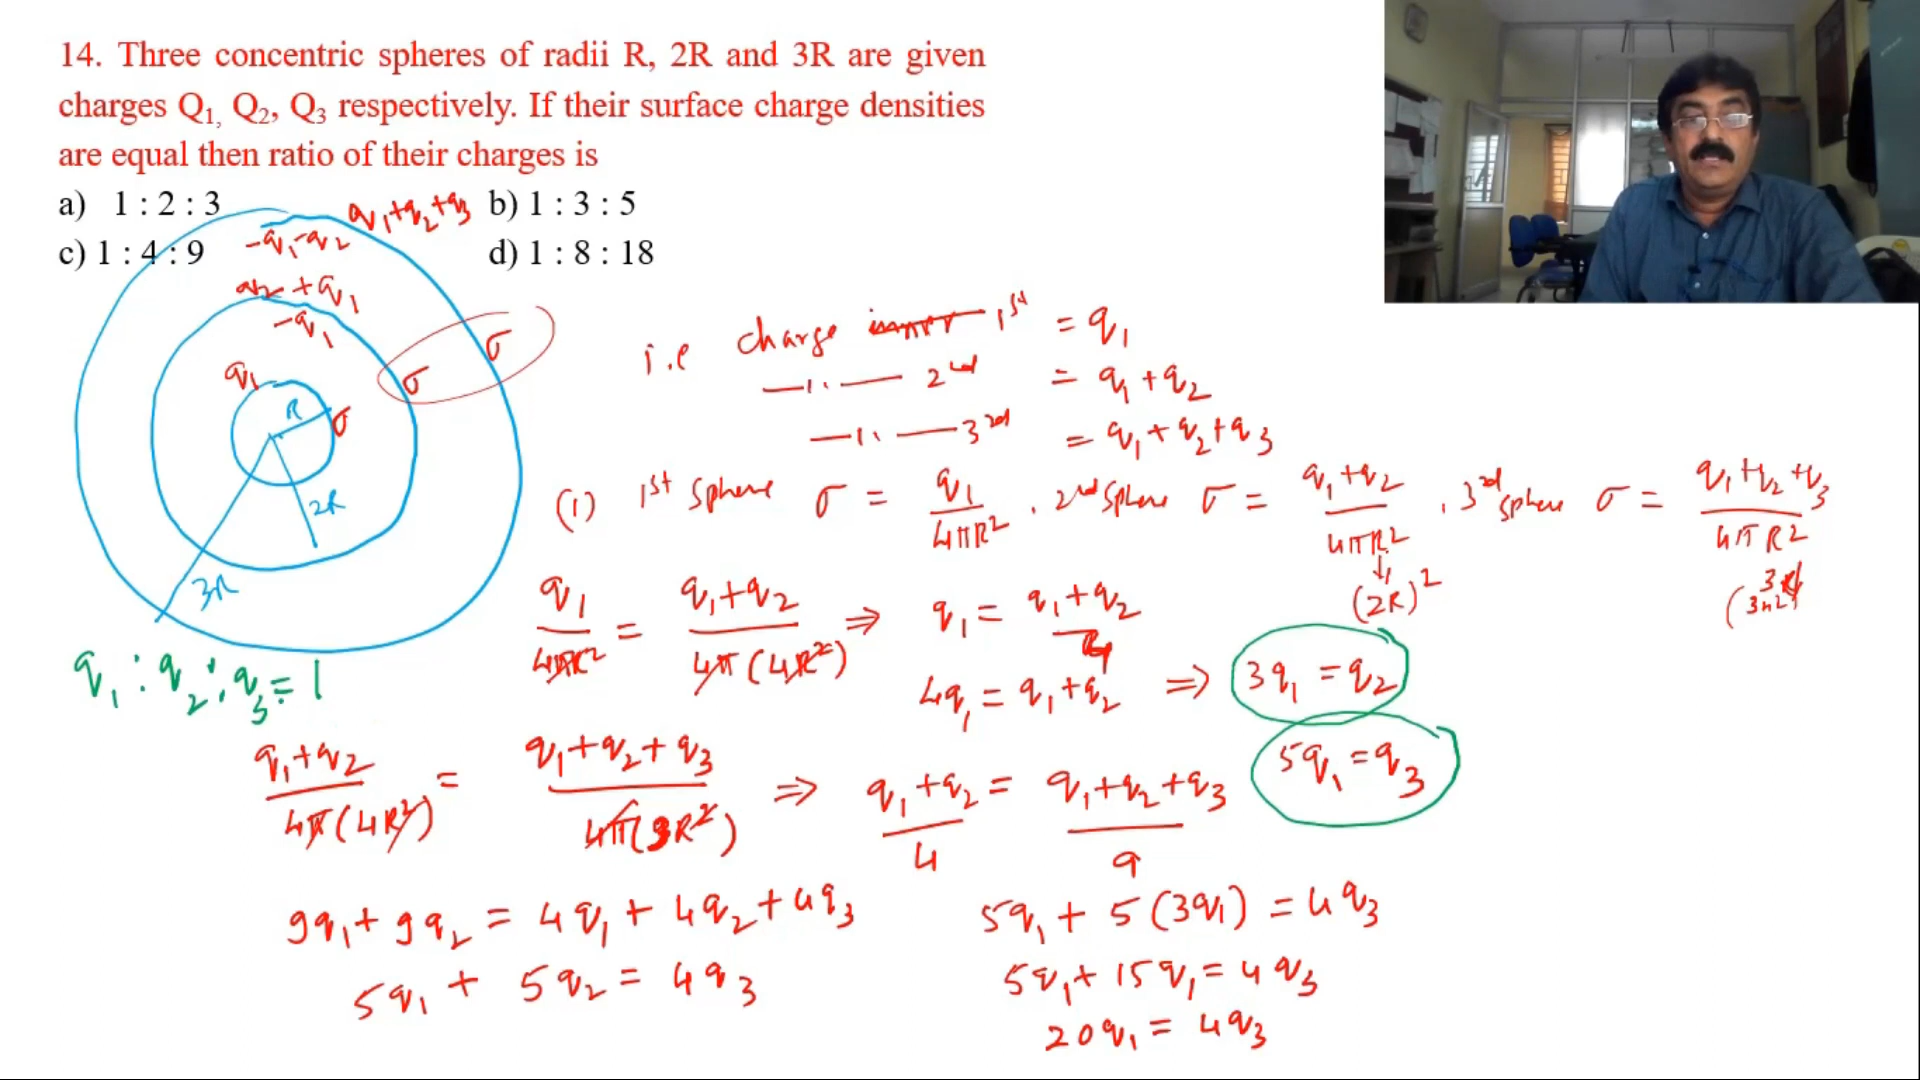 14. Three concentric spheres of radii R, 2R and 3R are given
charges Q₁, Q₂, Q₃ respectively. If their surface charge densities
are equal then ratio of their charges is
a) 1 : 2 : 3
b) 1 : 3 : 5
c) 1 : 4 : 9
d) 1 : 8 : 18
q₁+q₂+q₃
-q₁-q₂
q₂+q₁
-q₁
q₁
R
σ
σ
σ
2R
3R
i.e charge 1st = q₁
—〃— 2nd = q₁+q₂
—〃— 3rd = q₁+q₂+q₃
(1) 1st sphere σ = q₁/4πR² , 2nd sphere σ = (q₁+q₂)/4πR² , 3rd sphere σ = (q₁+q₂+q₃)/4πR²
(2R)²
q₁/4πR² = (q₁+q₂)/4π(4R²) ⇒ q₁ = (q₁+q₂)/4
4q₁ = q₁+q₂ ⇒ 3q₁ = q₂
q₁ : q₂ : q₃ = 1
(q₁+q₂)/4π(4R²) = (q₁+q₂+q₃)/4π(9R²) ⇒ (q₁+q₂)/4 = (q₁+q₂+q₃)/9
5q₁ = q₃
9q₁+9q₂ = 4q₁+4q₂+4q₃
5q₁ + 5q₂ = 4q₃
5q₁ + 5(3q₁) = 4q₃
5q₁+15q₁ = 4q₃
20q₁ = 4q₃